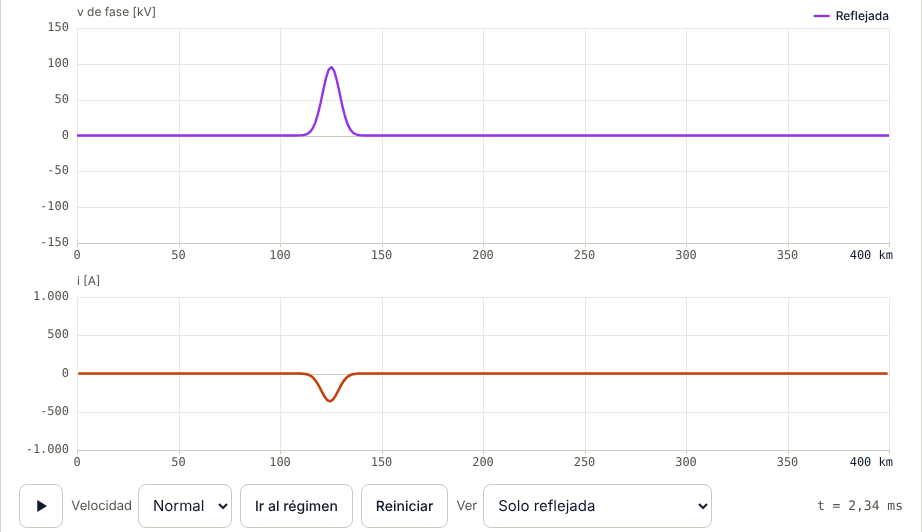 v de fase [kV]
Reflejada
150
100
50
0
-50
-100
-150
0 50 100 150 200 250 300 350 400 km
i [A]
1.000
500
0
-500
-1.000
0 50 100 150 200 250 300 350 400 km
Velocidad Normal Ir al régimen Reiniciar Ver Solo reflejada t = 2,34 ms